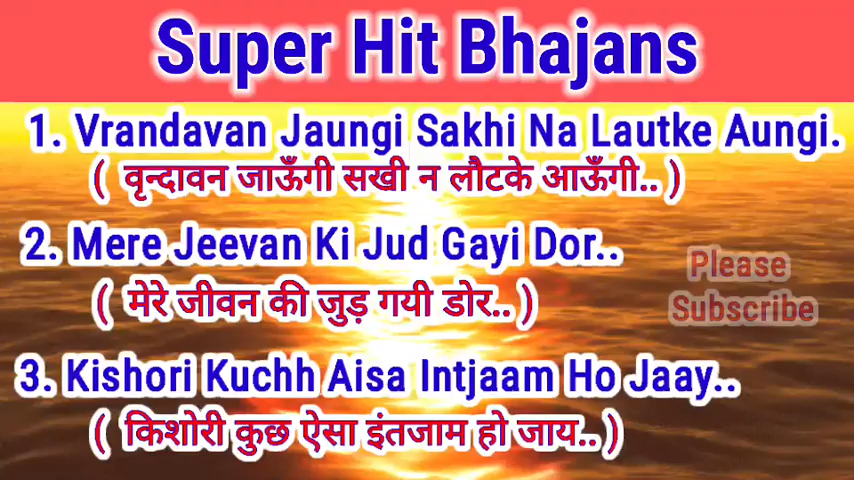 Super Hit Bhajans
1. Vrandavan Jaungi Sakhi Na Lautke Aungi.
( वृन्दावन जाऊँगी सखी न लौटके आऊँगी.. )
2. Mere Jeevan Ki Jud Gayi Dor..
( मेरे जीवन की जुड़ गयी डोर.. )
Please
Subscribe
3. Kishori Kuchh Aisa Intjaam Ho Jaay..
( किशोरी कुछ ऐसा इंतजाम हो जाय.. )